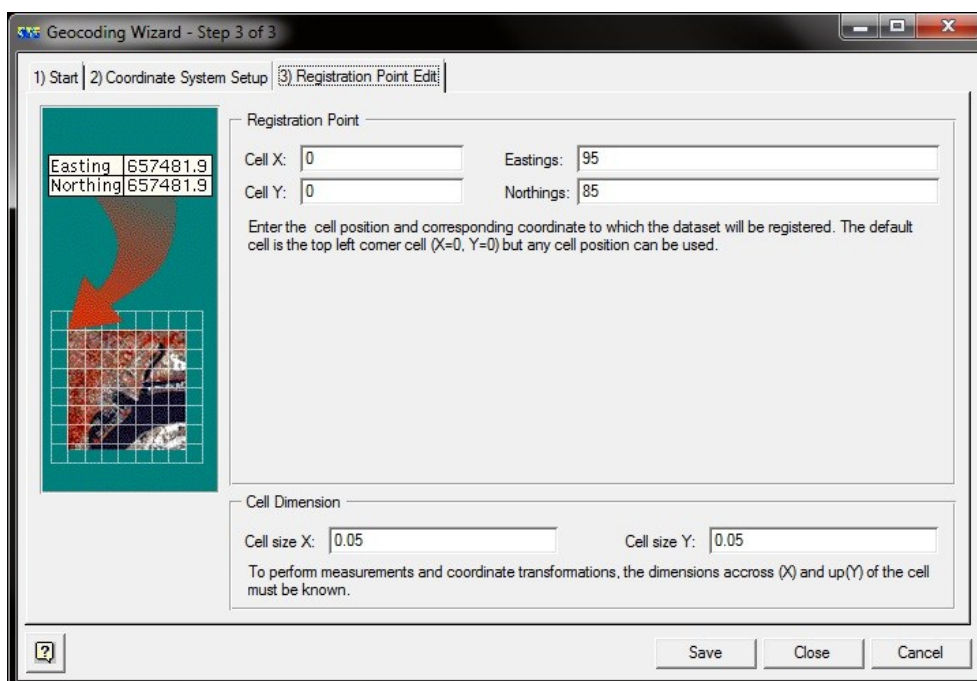 Geocoding Wizard - Step 3 of 3
1) Start 2) Coordinate System Setup 3) Registration Point Edit
Easting 657481.9
Northing 657481.9
Registration Point
Cell X: 0 Eastings: 95
Cell Y: 0 Northings: 85
Enter the cell position and corresponding coordinate to which the dataset will be registered. The default
cell is the top left corner cell (X=0, Y=0) but any cell position can be used.
Cell Dimension
Cell size X: 0.05 Cell size Y: 0.05
To perform measurements and coordinate transformations, the dimensions accross (X) and up(Y) of the cell
must be known.
? Save Close Cancel